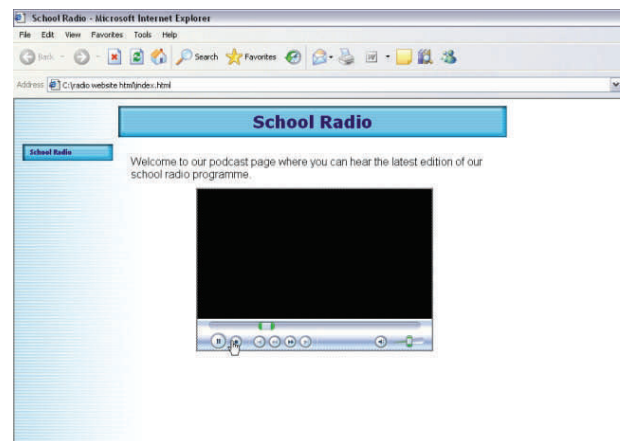 School Radio - Microsoft Internet Explorer
File Edit View Favorites Tools Help
Back Search Favorites
Address C:\radio website html\index.html
School Radio
School Radio
Welcome to our podcast page where you can hear the latest edition of our
school radio programme.